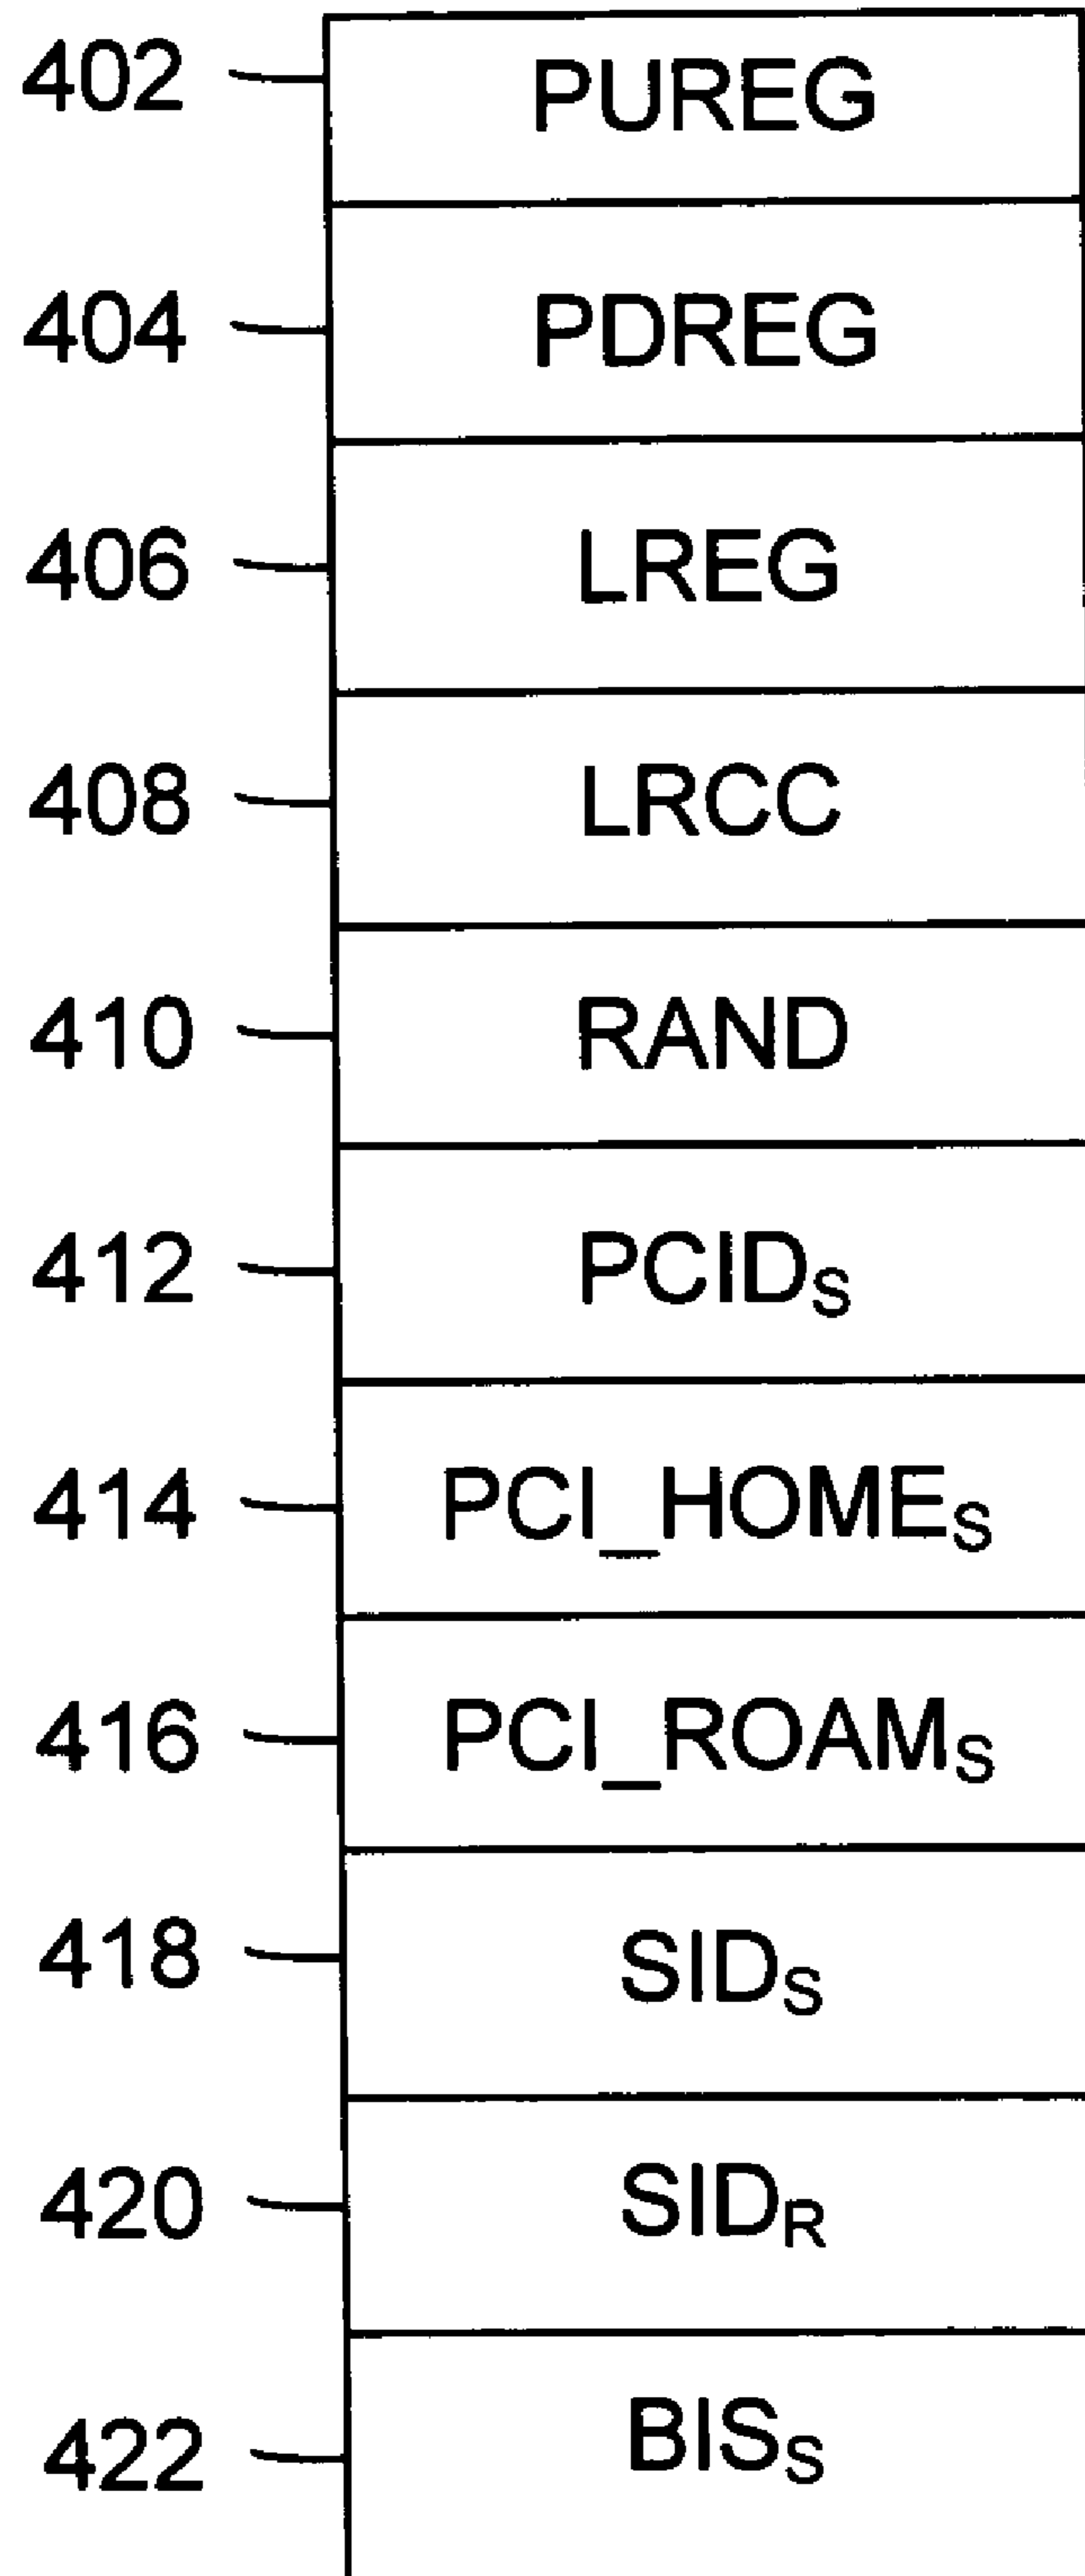 402 PUREG
404 PDREG
406 LREG
408 LRCC
410 RAND
412 PCIDS
414 PCI_HOMES
416 PCI_ROAMS
418 SIDS
420 SIDR
422 BISS